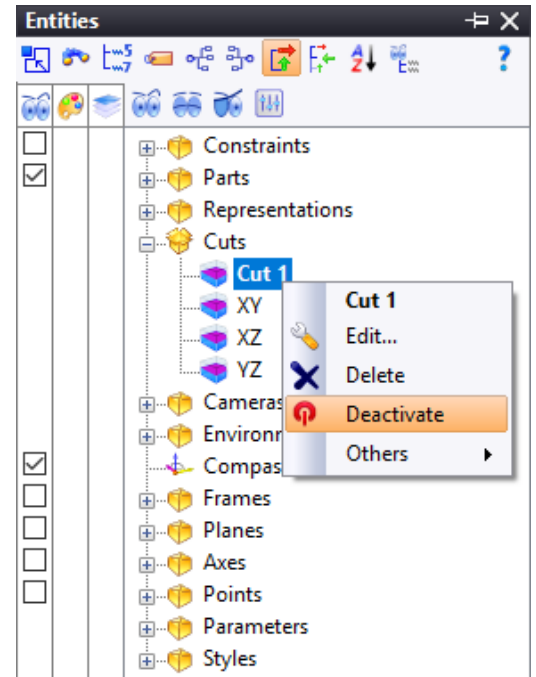 Entities
?
Constraints
Parts
Representations
Cuts
Cut 1
XY
XZ
YZ
Cut 1
Edit...
Delete
Deactivate
Others
Cameras
Environr
Compas
Frames
Planes
Axes
Points
Parameters
Styles